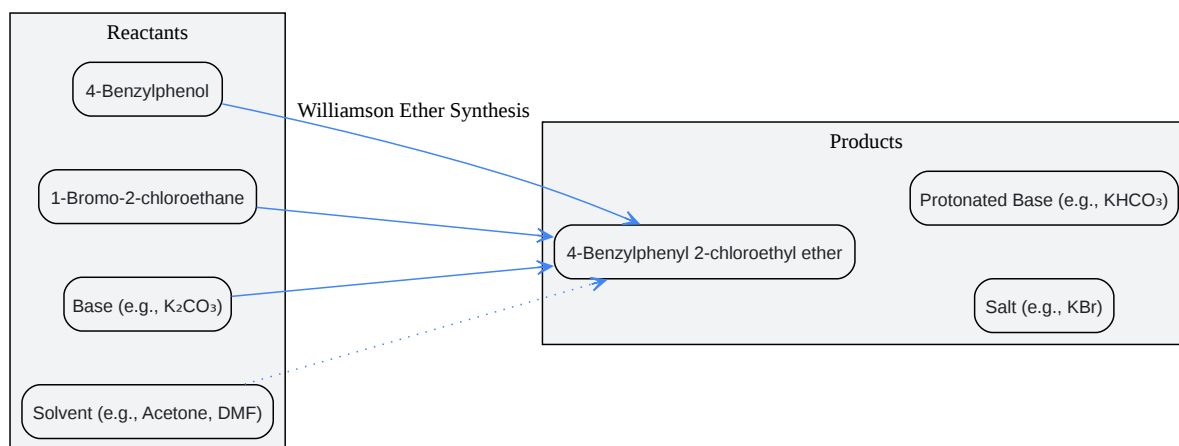 Reactants
4-Benzylphenol
1-Bromo-2-chloroethane
Base (e.g., K₂CO₃)
Solvent (e.g., Acetone, DMF)
Williamson Ether Synthesis
Products
4-Benzylphenyl 2-chloroethyl ether
Protonated Base (e.g., KHCO₃)
Salt (e.g., KBr)